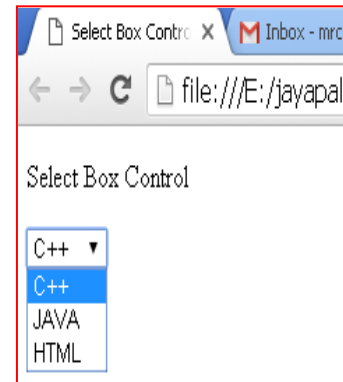 Select Box Contro
Inbox - mrc
file:///E:/jayapal
Select Box Control
C++
C++
JAVA
HTML